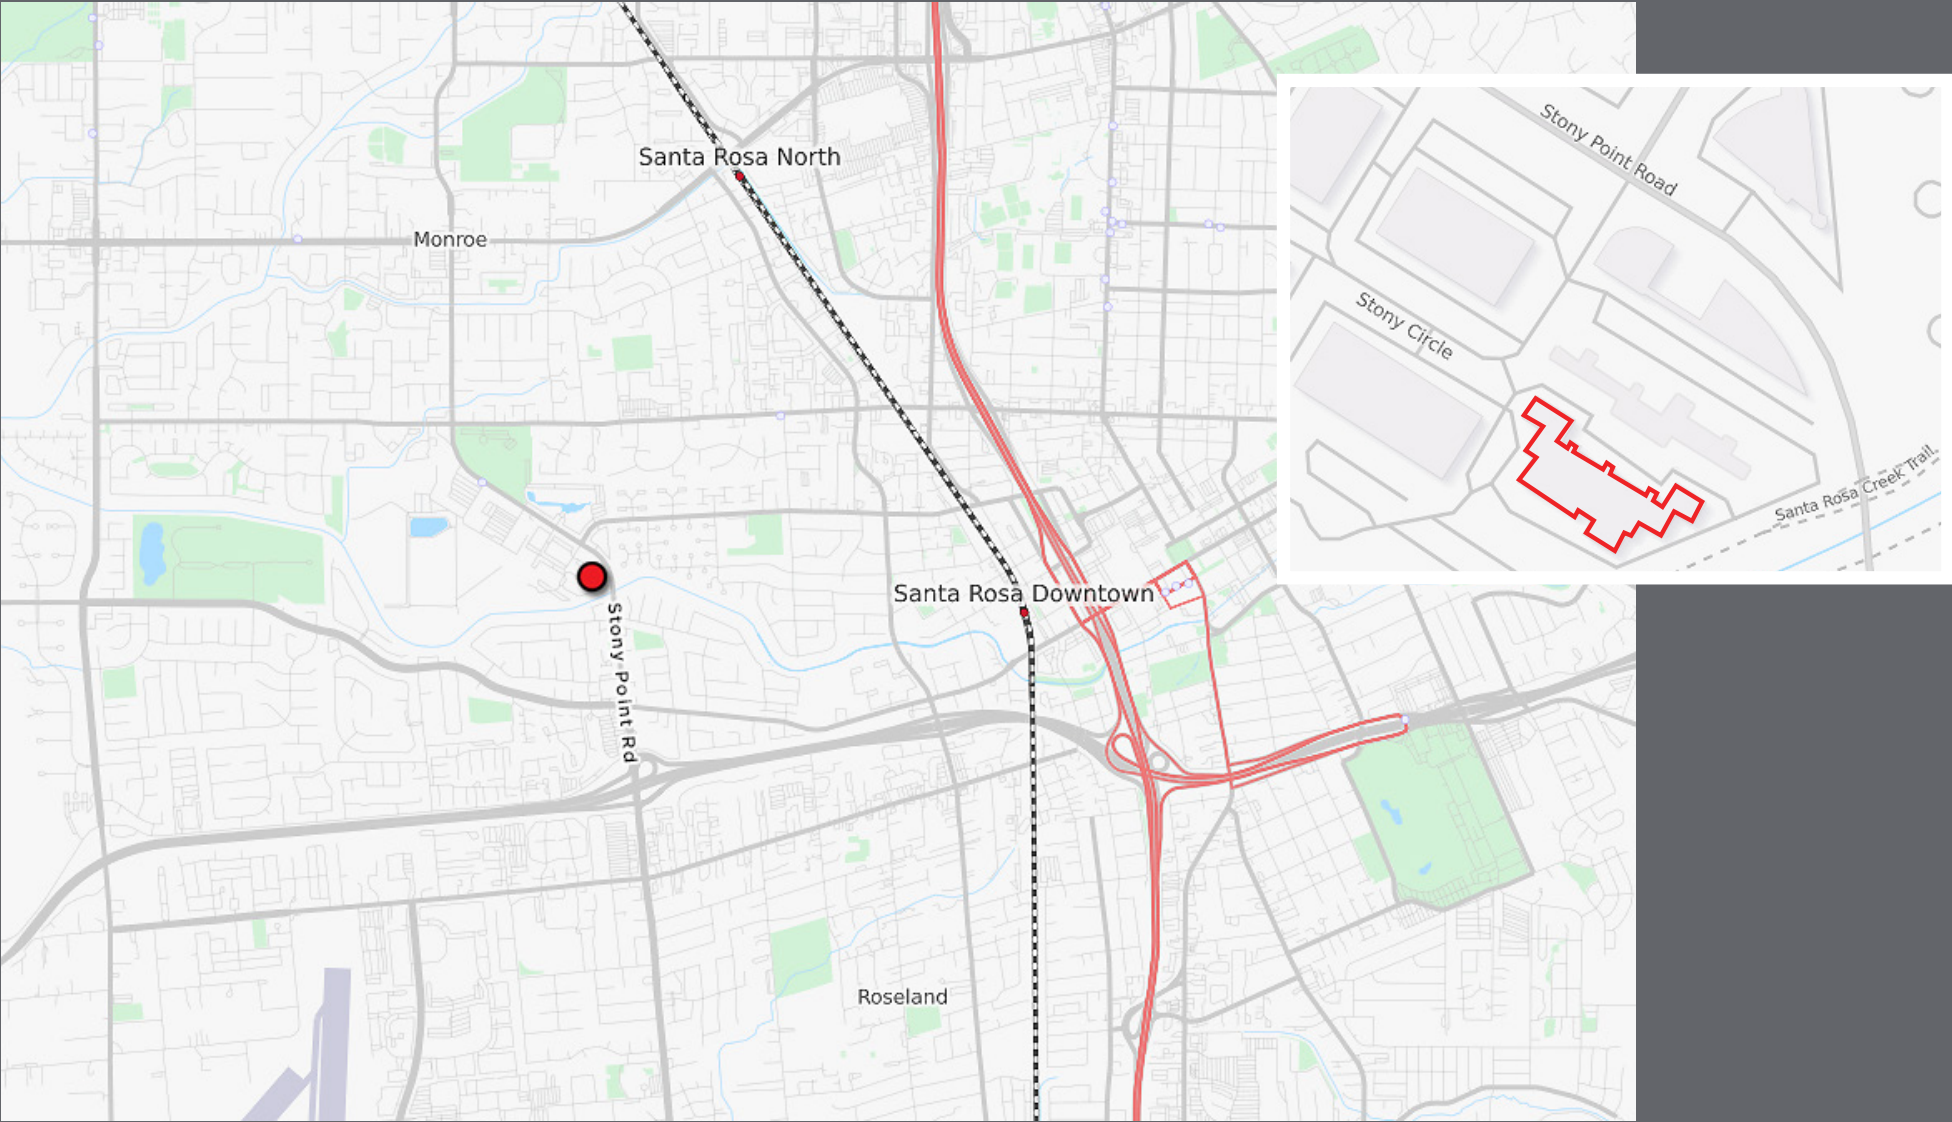 Santa Rosa North
Monroe
Santa Rosa Downtown
Stony Point Rd
Roseland
Stony Point Road
Stony Circle
Santa Rosa Creek Trail